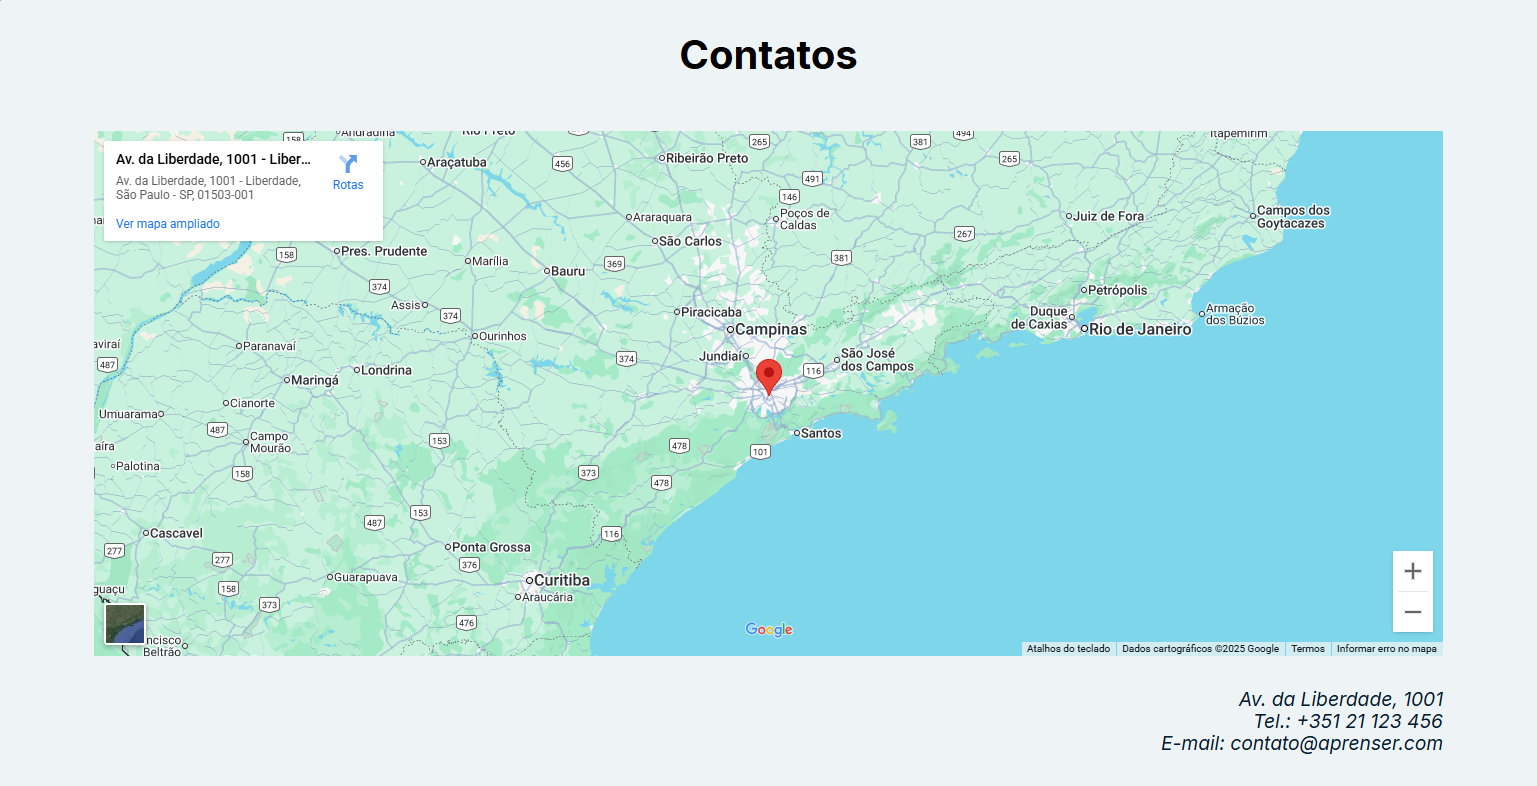 Contatos
Andradina
Rio Preto
158
265
381
494
Itapemirim
Av. da Liberdade, 1001 - Liber...
Av. da Liberdade, 1001 - Liberdade,
São Paulo - SP, 01503-001
Rotas
Ver mapa ampliado
Araçatuba
456
Ribeirão Preto
265
491
146
Araraquara
Poços de
Caldas
Juiz de Fora
Campos dos
Goytacazes
267
158
Pres. Prudente
Marília
São Carlos
Bauru
369
381
374
Assis
374
Piracicaba
Petrópolis
Armação
dos Búzios
Duque
de Caxias
Rio de Janeiro
Campinas
Ourinhos
Paranavaí
487
Jundiaí
374
São José
dos Campos
116
Maringá
Londrina
Cianorte
Umuarama
487
Campo
Mourão
153
Santos
478
101
Palotina
158
373
478
487
153
116
Cascavel
277
277
Ponta Grossa
376
Guarapuava
Curitiba
Araucária
158
373
476
Beltrão
Google
Atalhos do teclado
Dados cartográficos ©2025 Google
Termos
Informar erro no mapa
Av. da Liberdade, 1001
Tel.: +351 21 123 456
E-mail: contato@aprenser.com